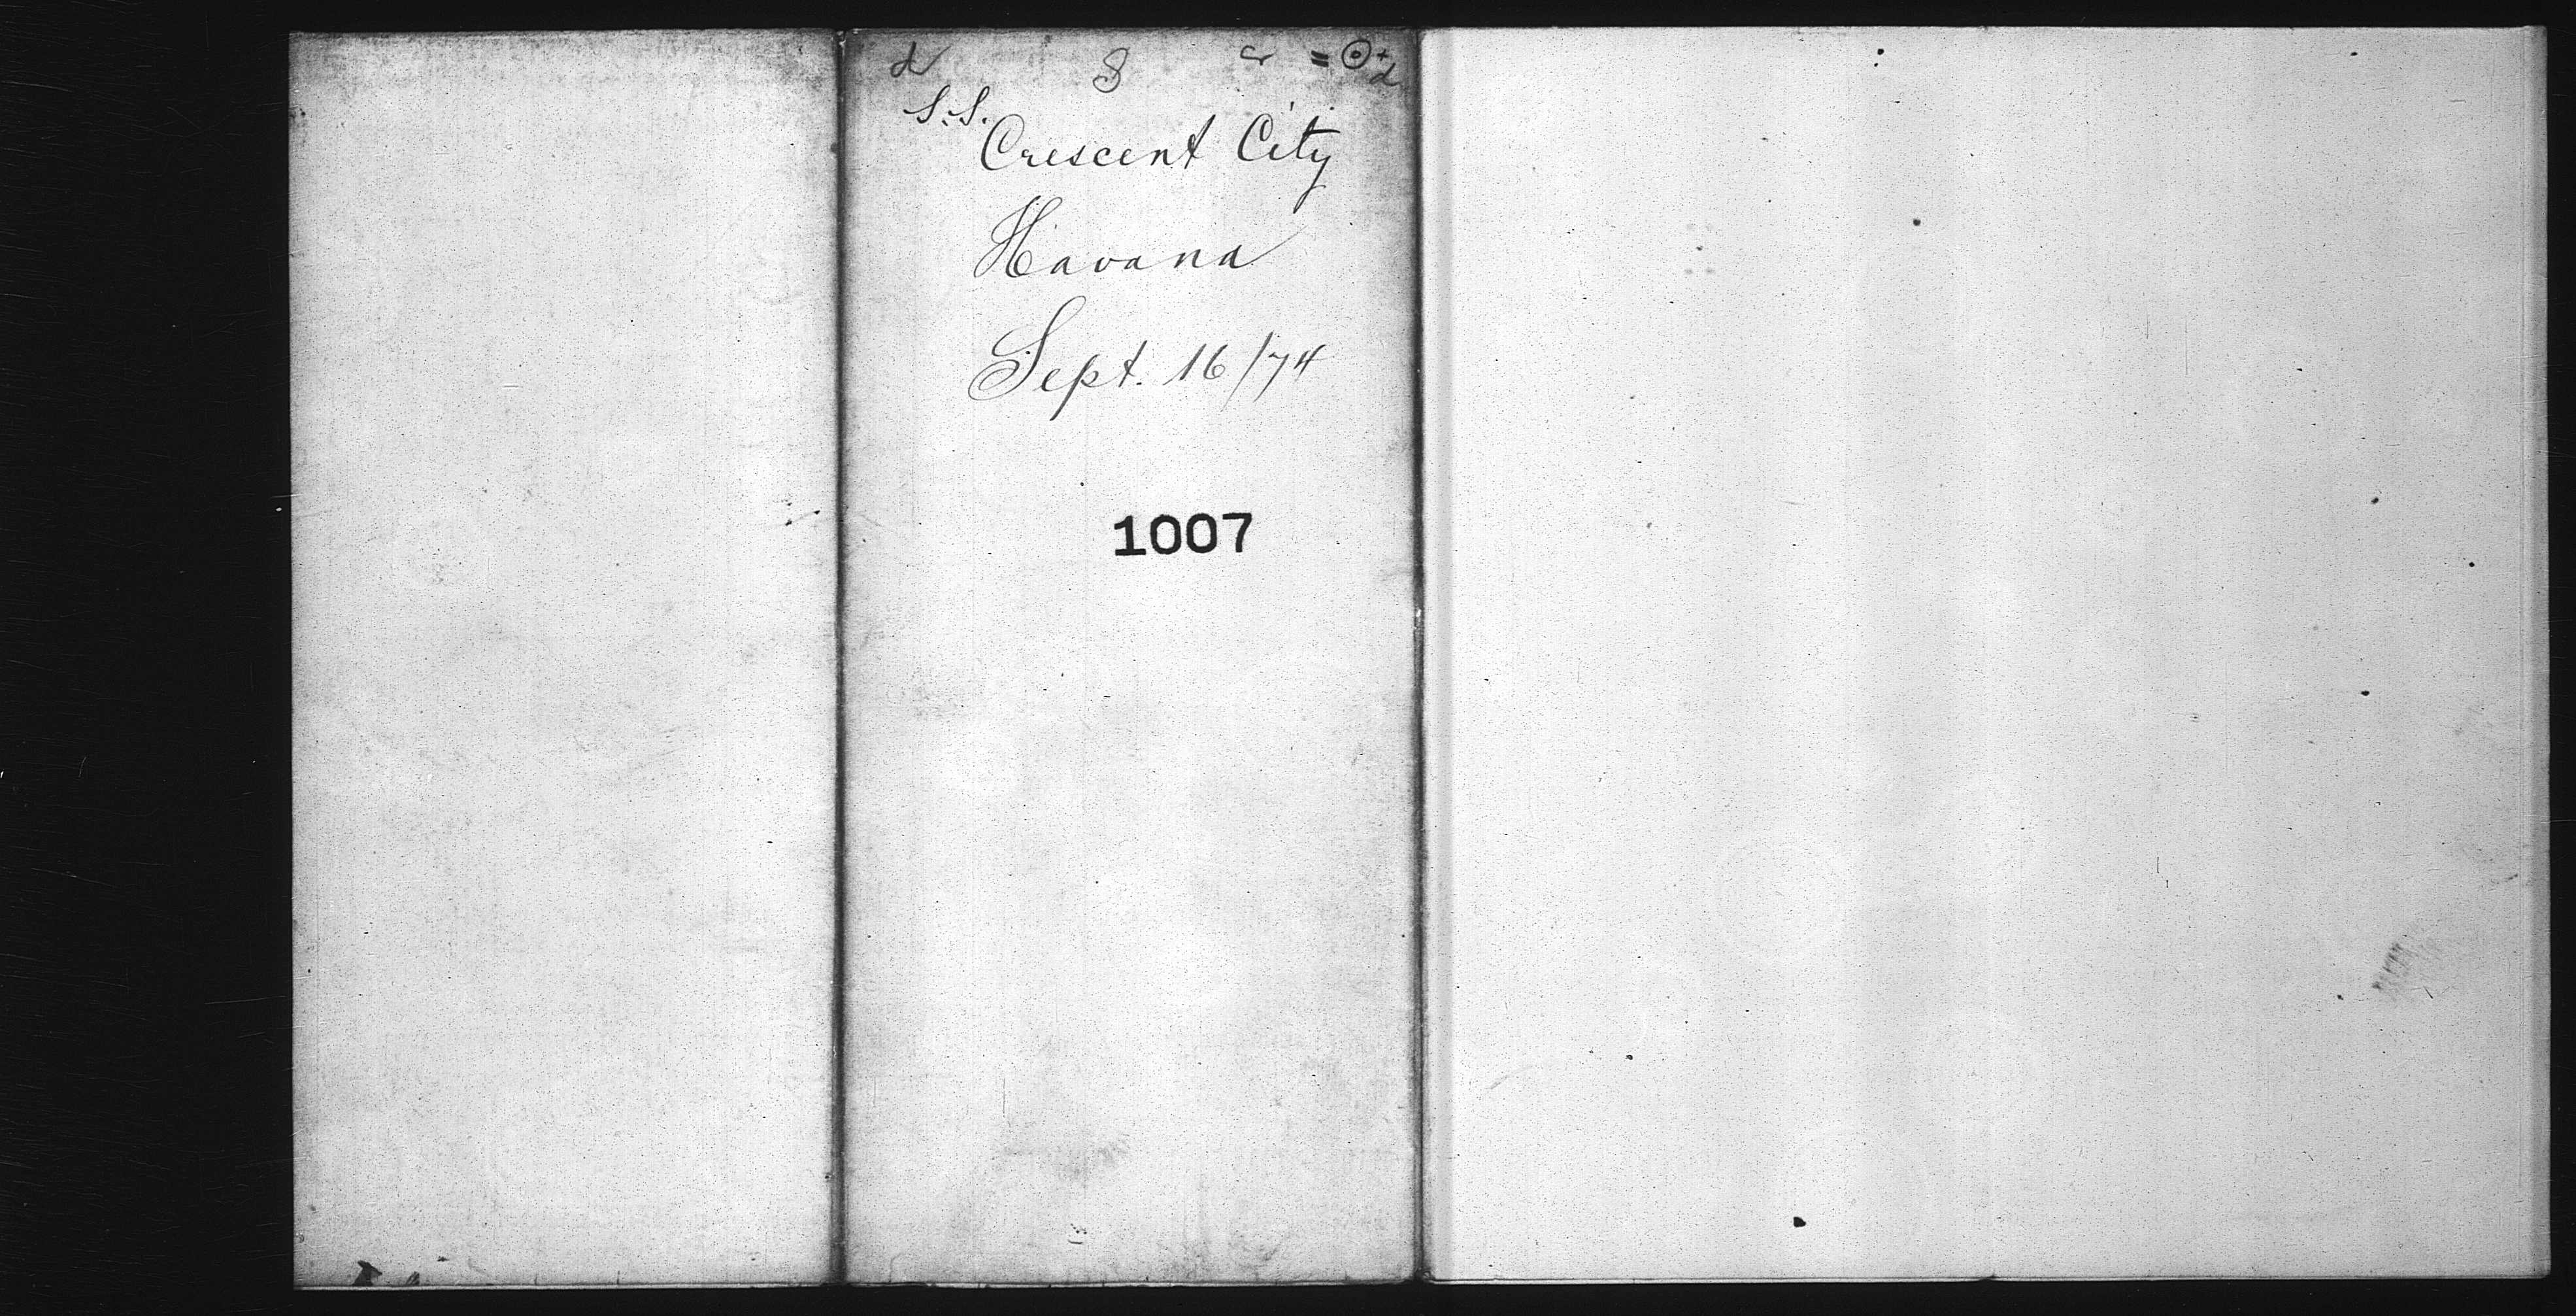 S.S.
Crescent City
Havana
Sept. 16/74
1007